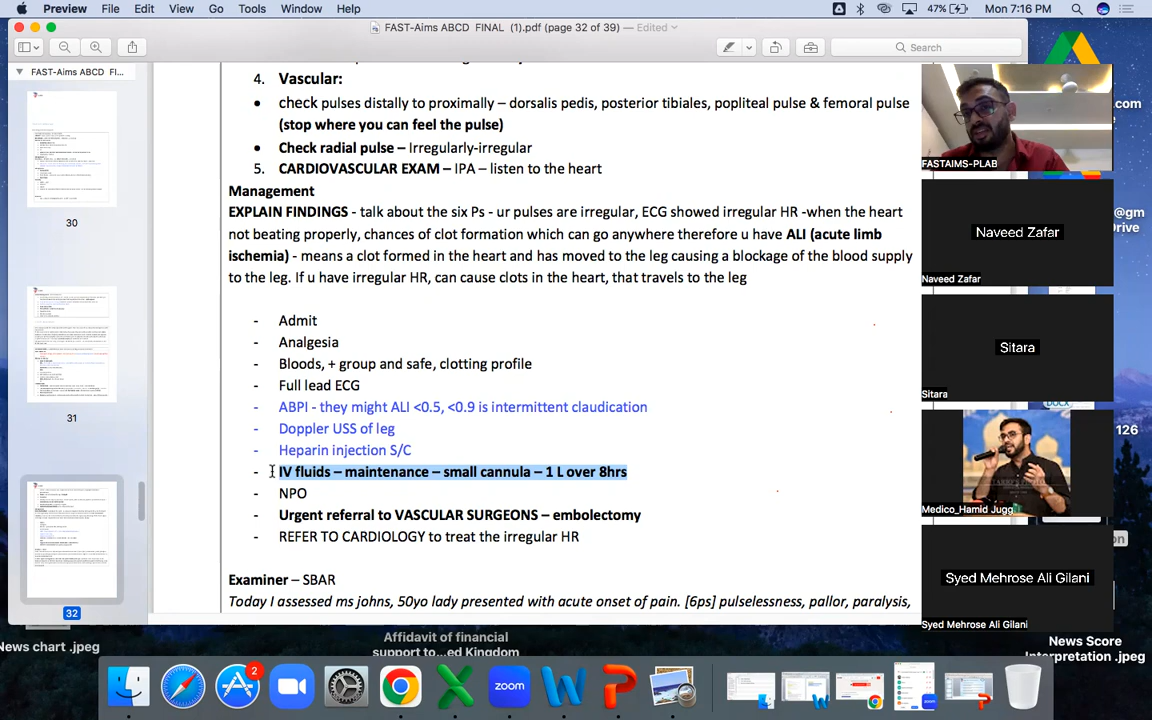 Preview File Edit View Go Tools Window Help
47% Mon 7:16 PM
FAST-Aims ABCD FINAL (1).pdf (page 32 of 39) — Edited
Search
FAST-Aims ABCD FI...
30
31
32
4. Vascular:
• check pulses distally to proximally – dorsalis pedis, posterior tibiales, popliteal pulse & femoral pulse
(stop where you can feel the pulse)
• Check radial pulse – Irregularly-irregular
5. CARDIOVASCULAR EXAM – IPA – listen to the heart
Management
EXPLAIN FINDINGS - talk about the six Ps - ur pulses are irregular, ECG showed irregular HR -when the heart
not beating properly, chances of clot formation which can go anywhere therefore u have ALI (acute limb
ischemia) - means a clot formed in the heart and has moved to the leg causing a blockage of the blood supply
to the leg. If u have irregular HR, can cause clots in the heart, that travels to the leg
- Admit
- Analgesia
- Bloods, + group and safe, clotting profile
- Full lead ECG
- ABPI - they might ALI <0.5, <0.9 is intermittent claudication
- Doppler USS of leg
- Heparin injection S/C
- IV fluids – maintenance – small cannula – 1 L over 8hrs
- NPO
- Urgent referral to VASCULAR SURGEONS – embolectomy
- REFER TO CARDIOLOGY to treat the irregular HR
Examiner – SBAR
Today I assessed ms johns, 50yo lady presented with acute onset of pain. [6ps] pulselessness, pallor, paralysis,
.com
FASTAIMS-PLAB
@gm
Drive
Naveed Zafar
Naveed Zafar
Sitara
Sitara
DOCX
126
Medico_Hamid Jugg
on
Syed Mehrose Ali Gilani
Syed Mehrose Ali Gilani
News chart .jpeg
Affidavit of financial
support to...ed Kingdom
News Score
Interpretation .jpeg
2
zoom